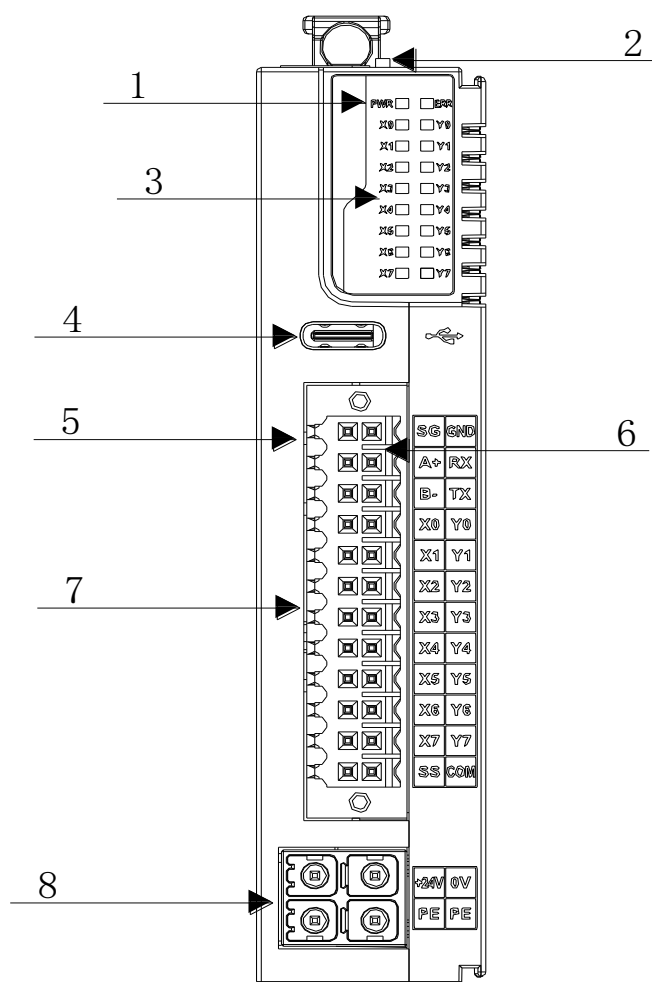 2
1
PWR ERR
X0 Y0
X1 Y1
X2 Y2
3
X3 Y3
X4 Y4
X5 Y5
X6 Y6
X7 Y7
4
5
6
SG GND
A+ RX
B- TX
X0 Y0
X1 Y1
7
X2 Y2
X3 Y3
X4 Y4
X5 Y5
X6 Y6
X7 Y7
SS COM
8
+24V 0V
PE PE